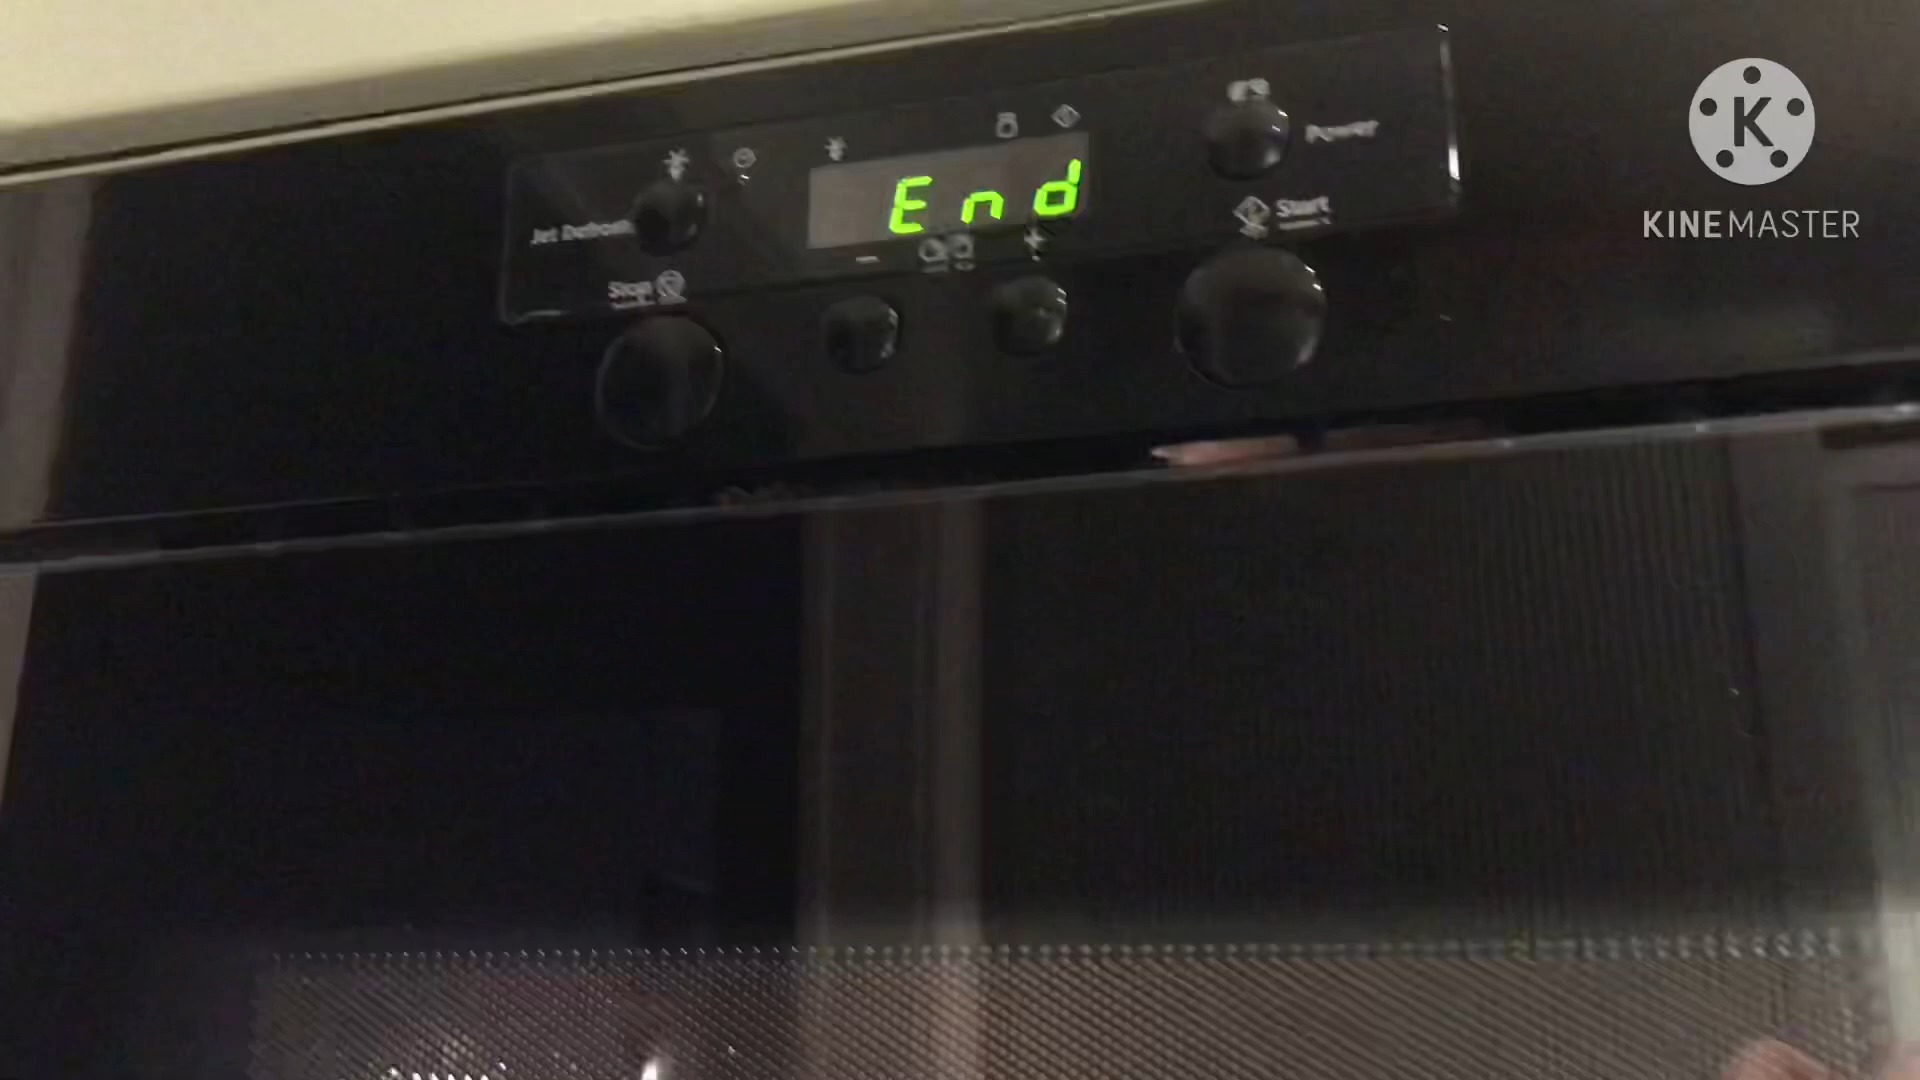 Jet Defrost
End
Power
Stop
Start
K
KINEMASTER